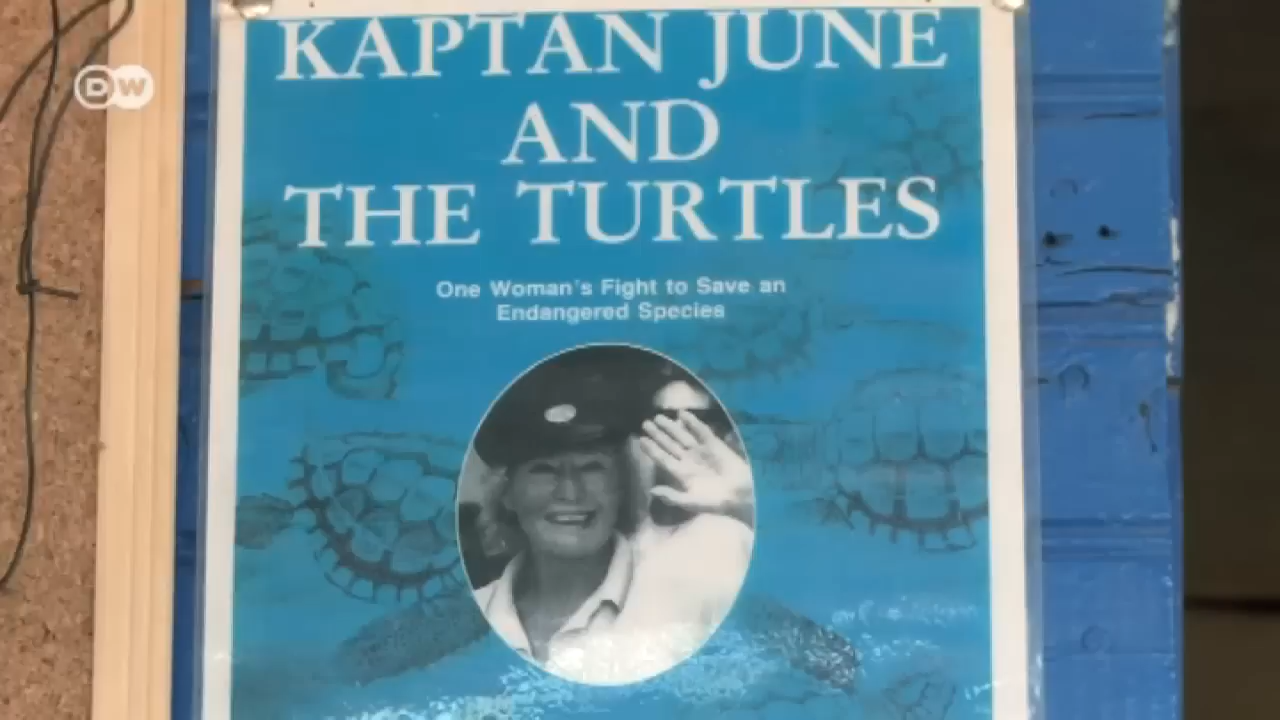 DW
KAPTAN JUNE
AND
THE TURTLES
One Woman's Fight to Save an
Endangered Species